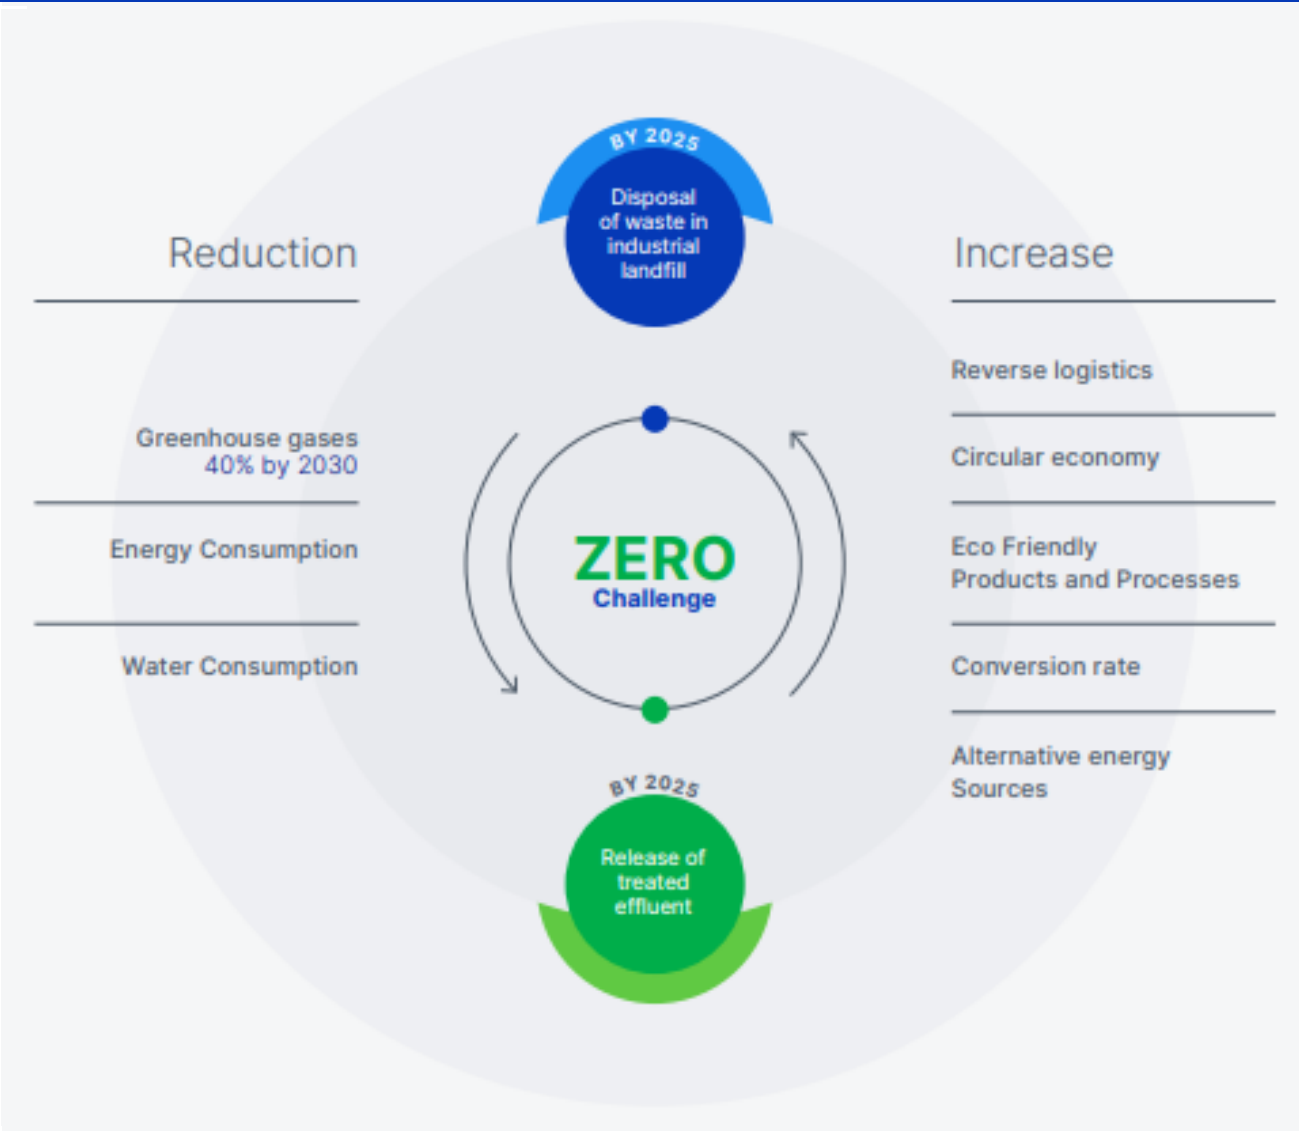 BY 2025
Disposal
of waste in
industrial
landfill
Reduction
Greenhouse gases
40% by 2030
Energy Consumption
Water Consumption
ZERO
Challenge
Increase
Reverse logistics
Circular economy
Eco Friendly
Products and Processes
Conversion rate
Alternative energy
Sources
BY 2025
Release of
treated
effluent